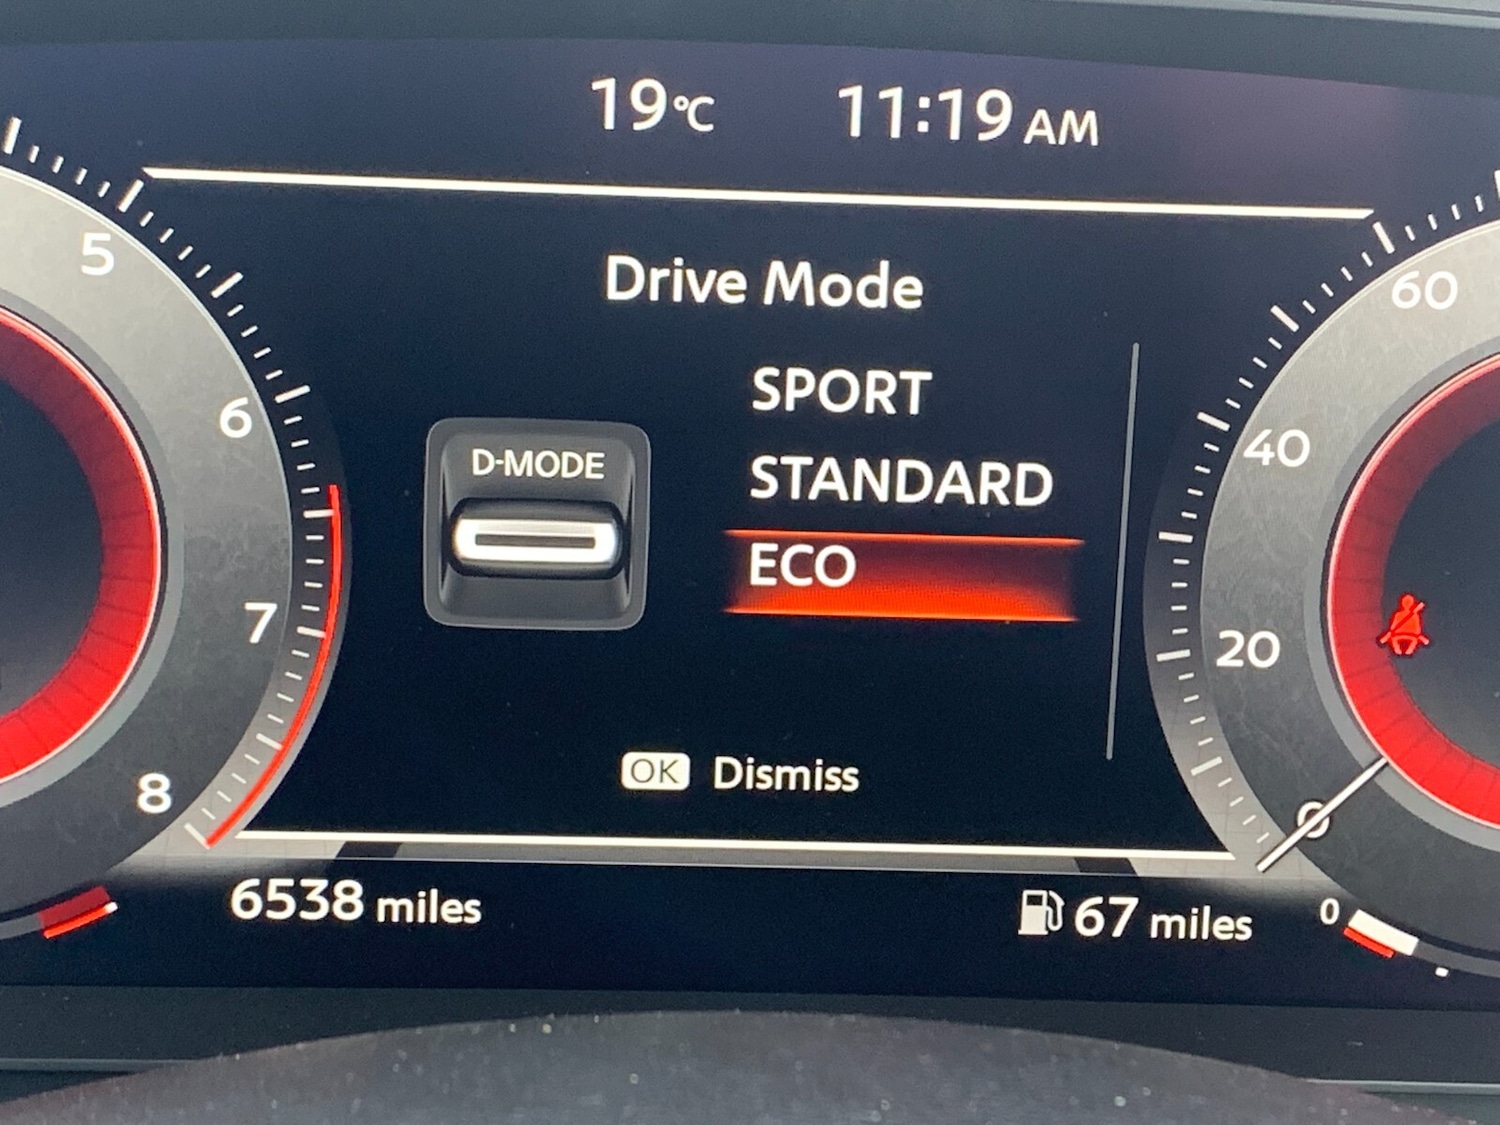 19°C 11:19 AM
Drive Mode
5
60
SPORT
6
40
D-MODE
STANDARD
ECO
7
20
OK Dismiss
8
0
6538 miles
67 miles
0